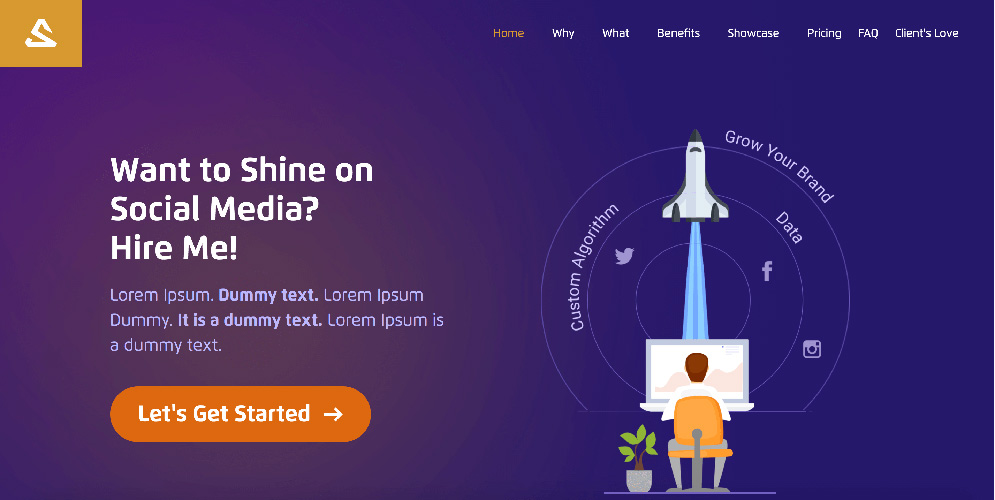 Home Why What Benefits Showcase Pricing FAQ Client's Love
Want to Shine on
Social Media?
Hire Me!
Lorem Ipsum. Dummy text. Lorem Ipsum
Dummy. It is a dummy text. Lorem Ipsum is
a dummy text.
Let's Get Started →
Grow Your Brand
Custom Algorithm
Data